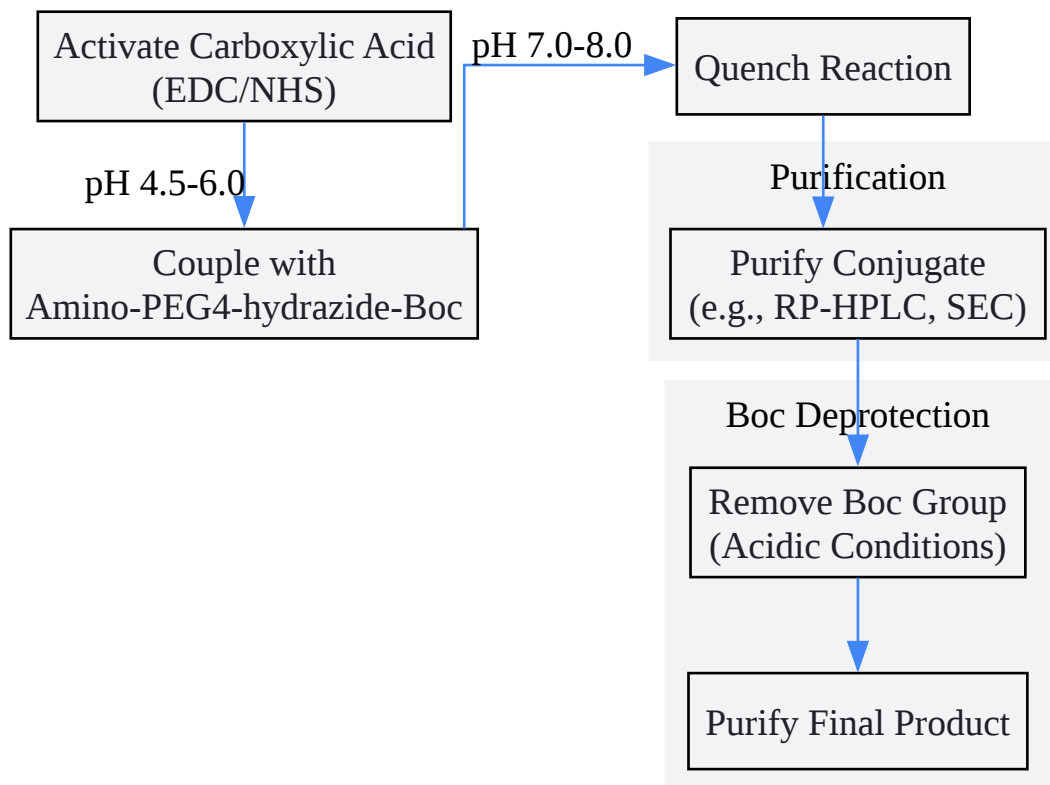 Activate Carboxylic Acid
(EDC/NHS)
pH 4.5-6.0
Couple with
Amino-PEG4-hydrazide-Boc
pH 7.0-8.0
Quench Reaction
Purification
Purify Conjugate
(e.g., RP-HPLC, SEC)
Boc Deprotection
Remove Boc Group
(Acidic Conditions)
Purify Final Product